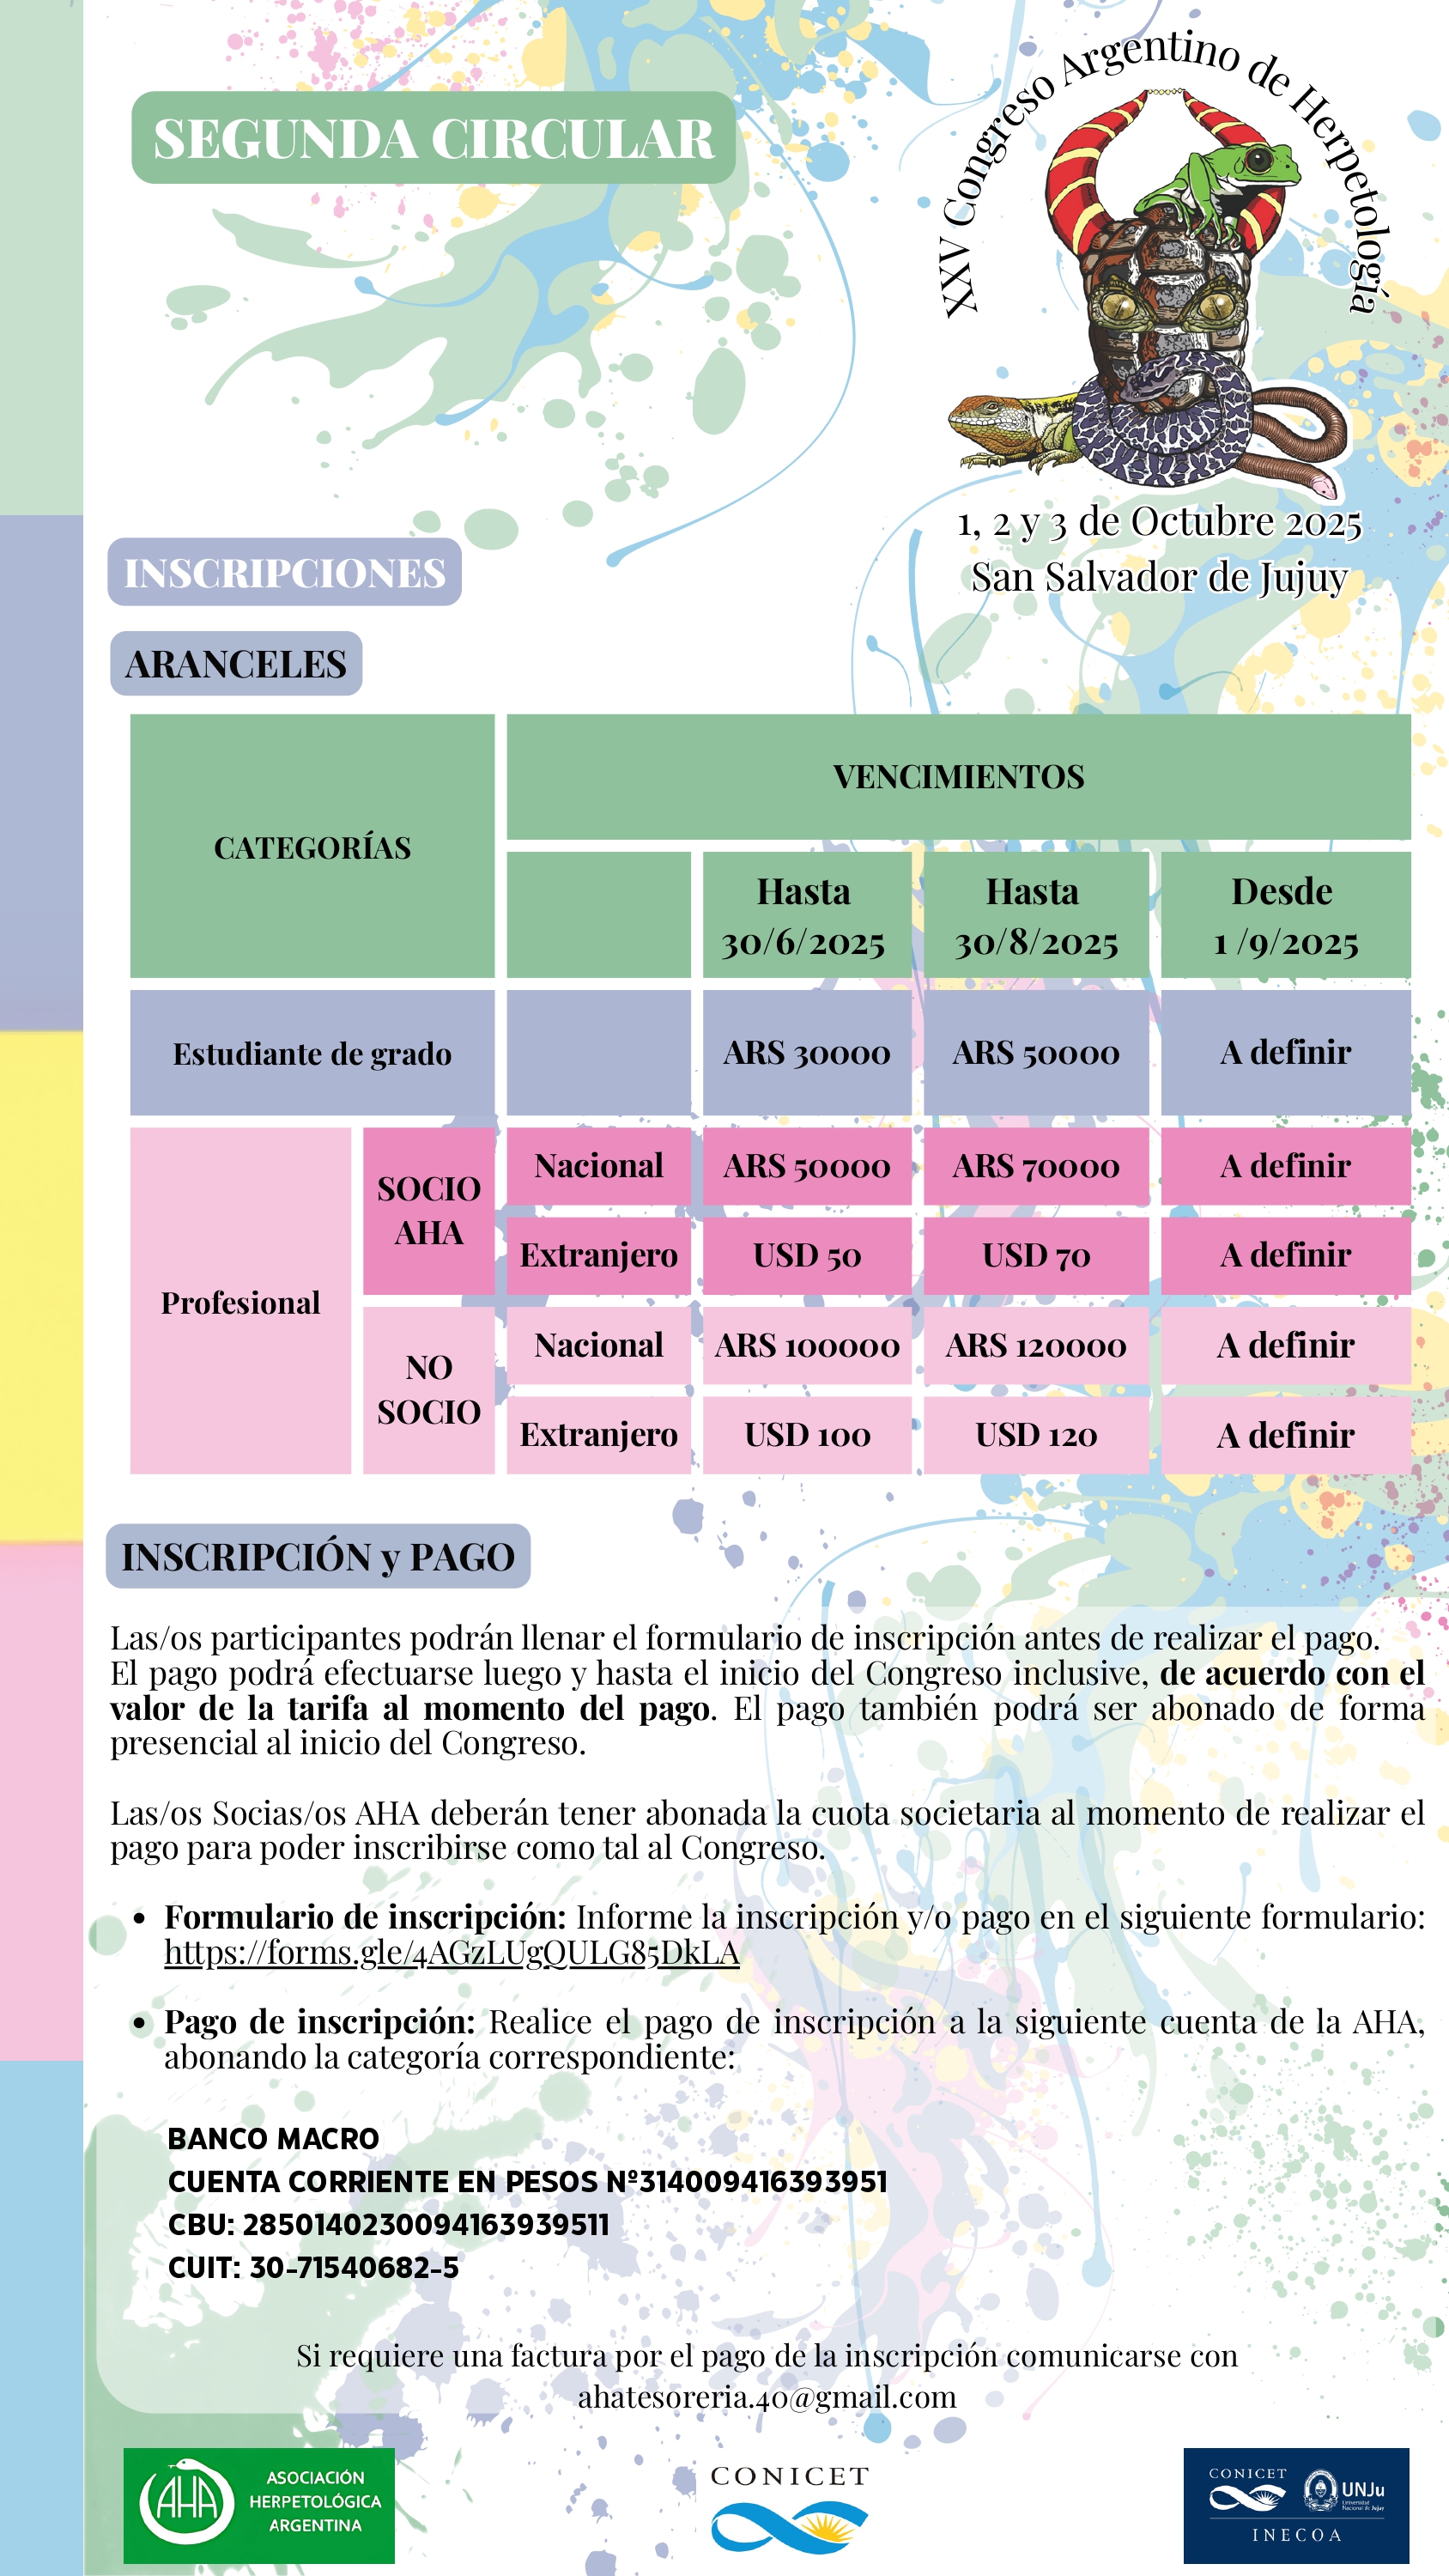 SEGUNDA CIRCULAR
XXV Congreso Argentino de Herpetología
1, 2 y 3 de Octubre 2025
San Salvador de Jujuy
INSCRIPCIONES
ARANCELES
CATEGORÍAS
VENCIMIENTOS
Hasta
30/6/2025
Hasta
30/8/2025
Desde
1 /9/2025
Estudiante de grado
ARS 30000
ARS 50000
A definir
Profesional
SOCIO
AHA
Nacional
ARS 50000
ARS 70000
A definir
Extranjero
USD 50
USD 70
A definir
NO
SOCIO
Nacional
ARS 100000
ARS 120000
A definir
Extranjero
USD 100
USD 120
A definir
INSCRIPCIÓN y PAGO
Las/os participantes podrán llenar el formulario de inscripción antes de realizar el pago.
El pago podrá efectuarse luego y hasta el inicio del Congreso inclusive, de acuerdo con el
valor de la tarifa al momento del pago. El pago también podrá ser abonado de forma
presencial al inicio del Congreso.
Las/os Socias/os AHA deberán tener abonada la cuota societaria al momento de realizar el
pago para poder inscribirse como tal al Congreso.
• Formulario de inscripción: Informe la inscripción y/o pago en el siguiente formulario:
https://forms.gle/4AGzLUgQULG85DkLA
• Pago de inscripción: Realice el pago de inscripción a la siguiente cuenta de la AHA,
abonando la categoría correspondiente:
BANCO MACRO
CUENTA CORRIENTE EN PESOS Nº314009416393951
CBU: 2850140230094163939511
CUIT: 30-71540682-5
Si requiere una factura por el pago de la inscripción comunicarse con
ahatesoreria.40@gmail.com
AHA
ASOCIACIÓN
HERPETOLÓGICA
ARGENTINA
CONICET
CONICET
UNJu
Universidad
Nacional de Jujuy
INECOA